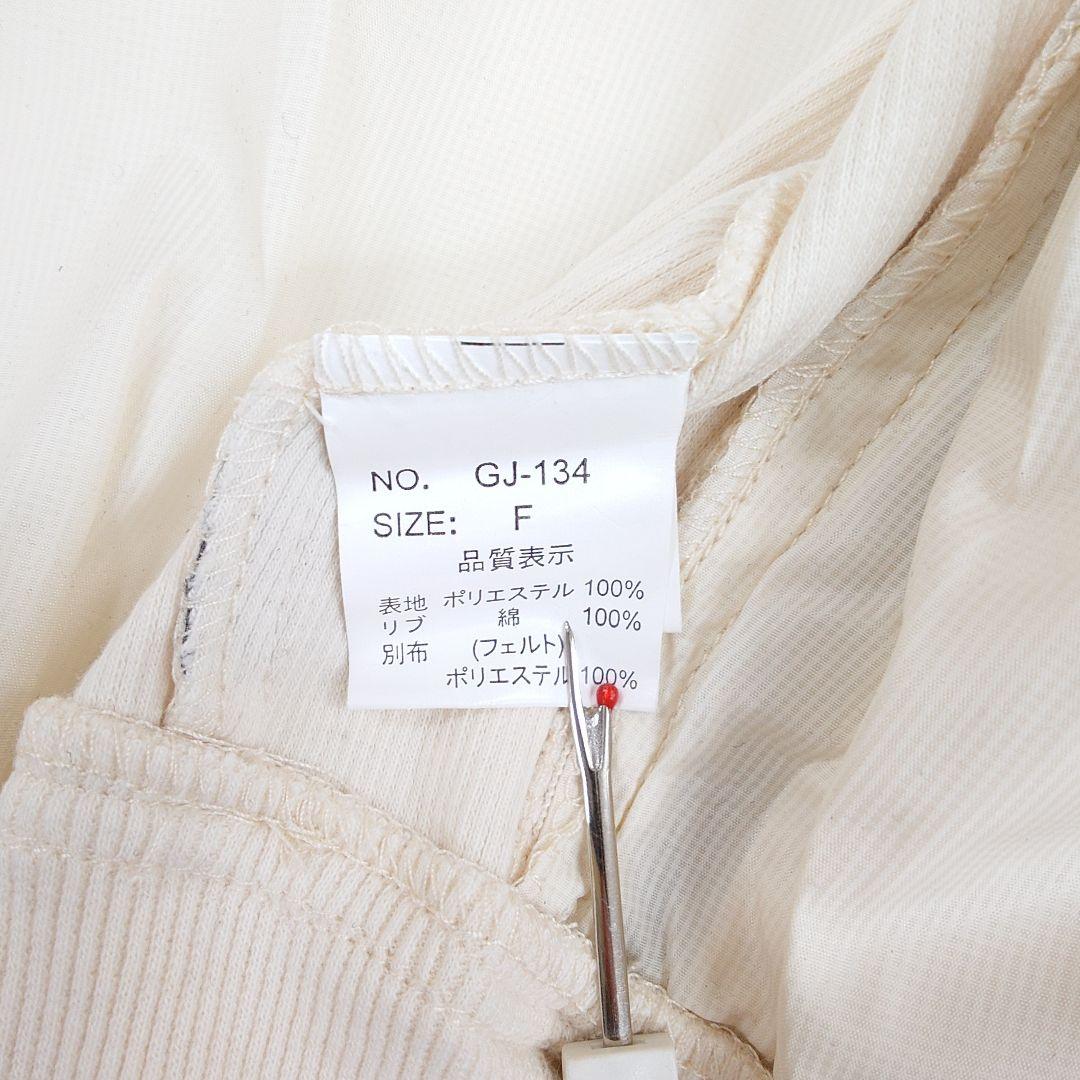 NO. GJ-134
SIZE: F
品質表示
表地 ポリエステル 100%
リブ 綿 100%
別布 (フェルト)
ポリエステル 100%